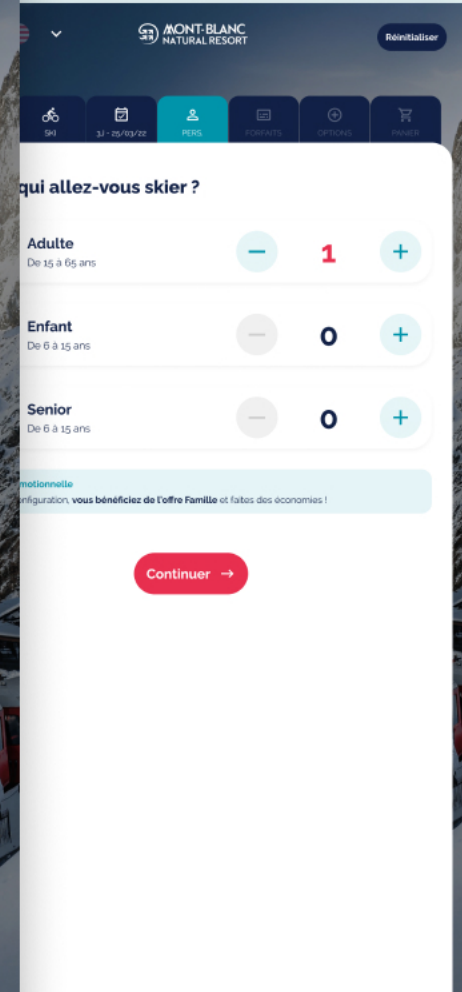 MONT-BLANC
NATURAL RESORT
Réinitialiser
SKI
3J - 25/03/22
PERS.
FORFAITS
OPTIONS
PANIER
qui allez-vous skier ?
Adulte
De 15 à 65 ans
1
Enfant
De 6 à 15 ans
0
Senior
De 6 à 15 ans
0
motionnelle
nfiguration, vous bénéficiez de l'offre Famille et faites des économies !
Continuer →